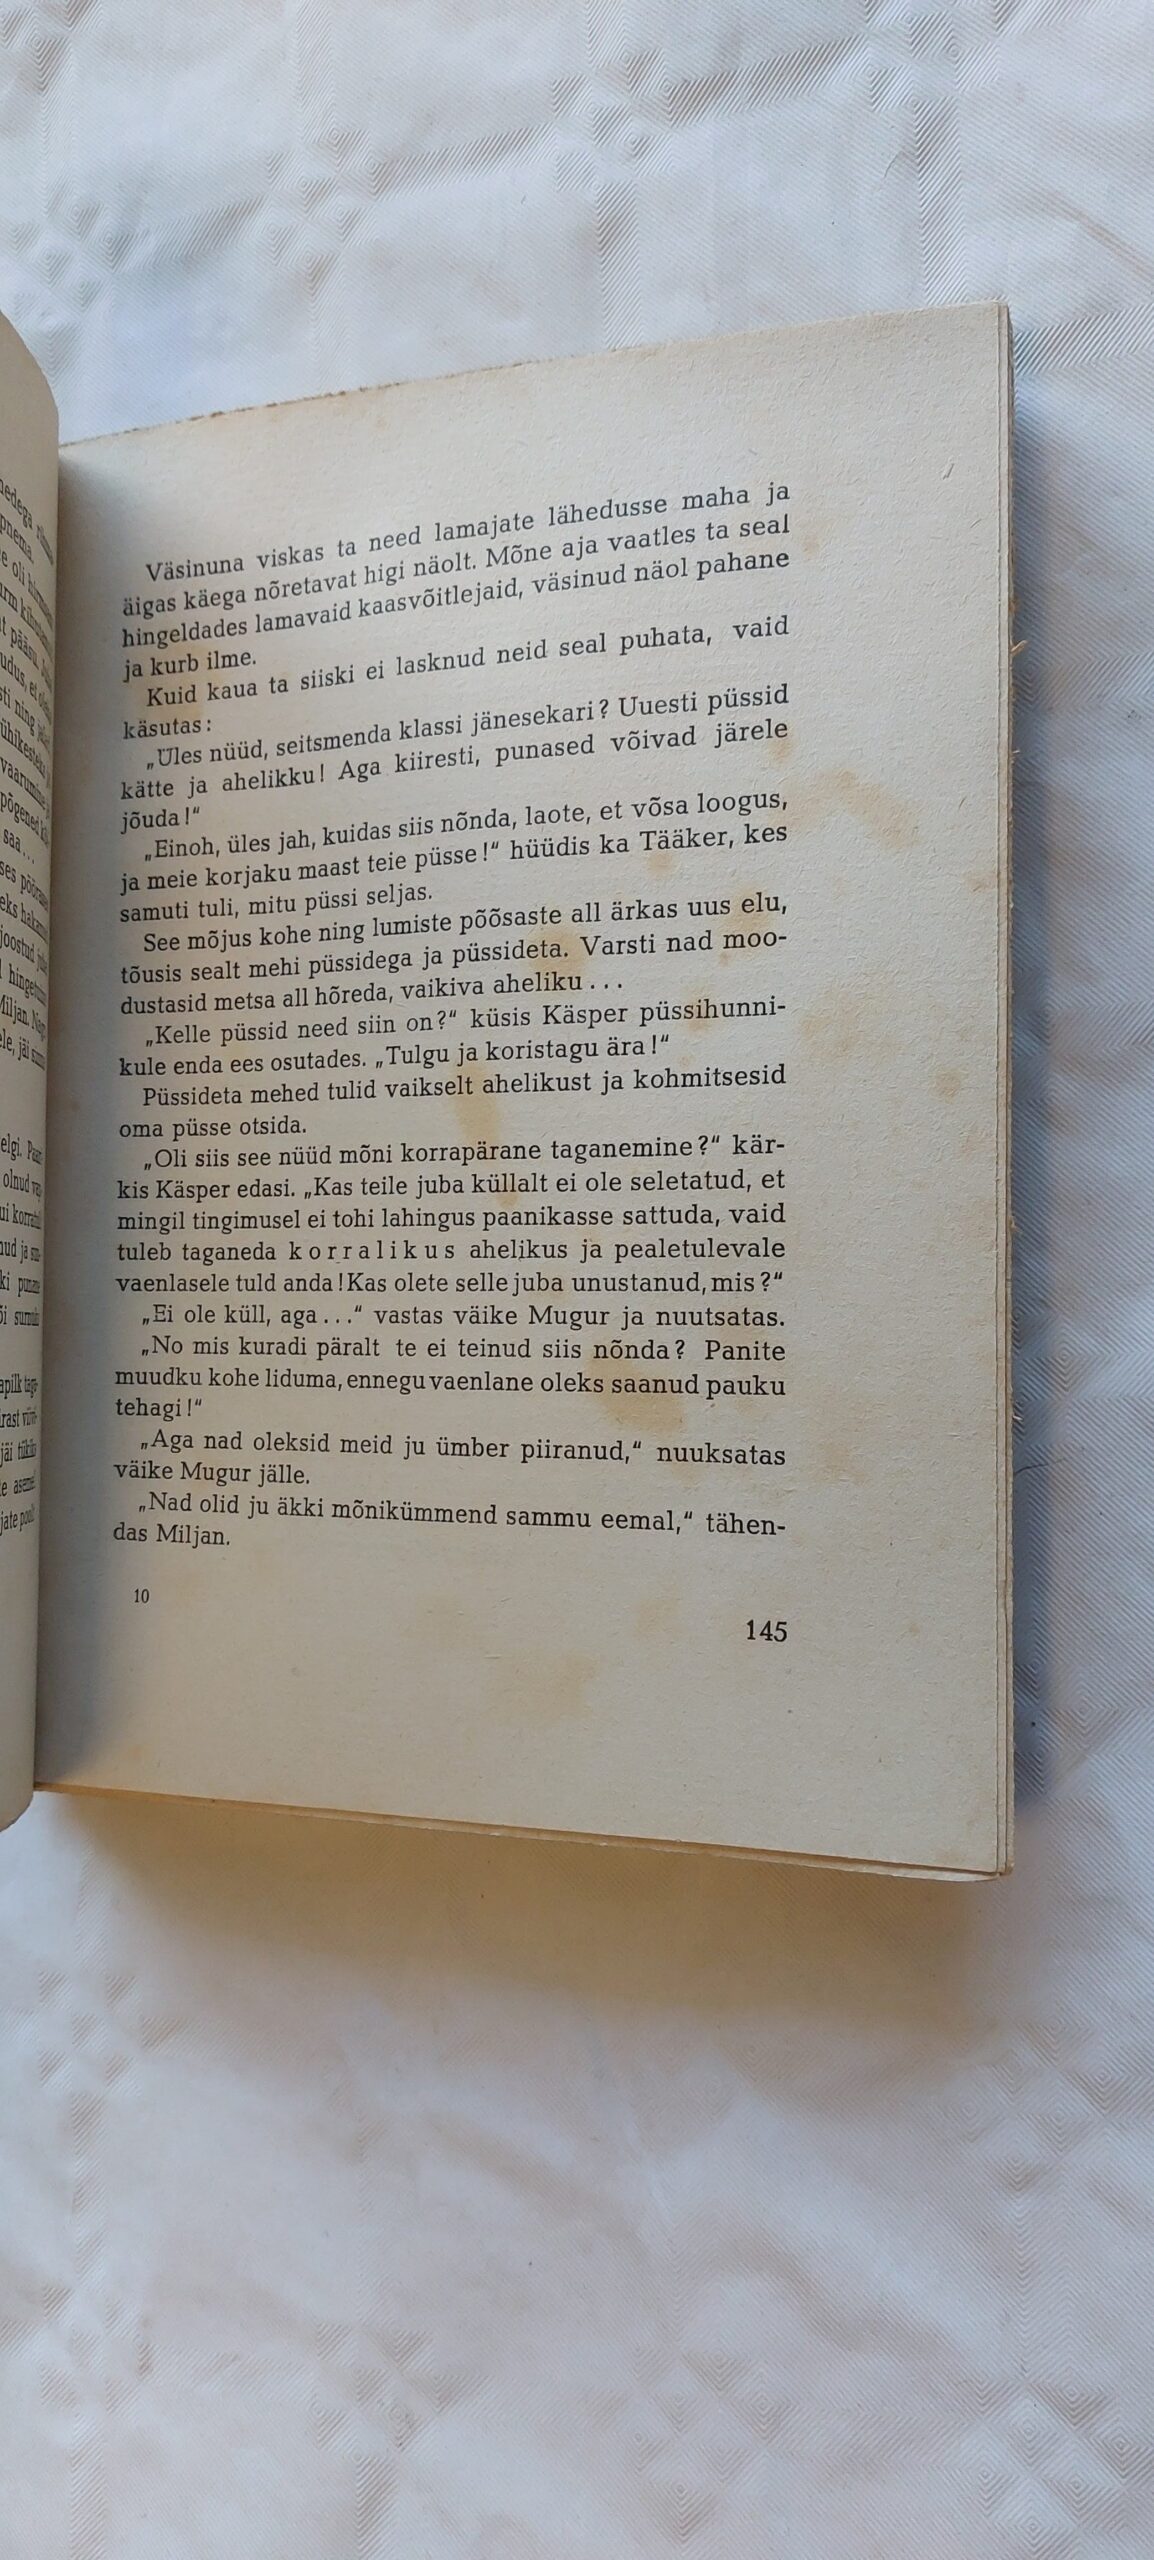 Väsinuna viskas ta need lamajate lähedusse maha ja
äigas käega nõretavat higi näolt. Mõne aja vaatles ta seal
hingeldades lamavaid kaasvõitlejaid, väsinud näol pahane
ja kurb ilme.
Kuid kaua ta siiski ei lasknud neid seal puhata, vaid
käsutas:
„Üles nüüd, seitsmenda klassi jänesekari? Uuesti püssid
kätte ja ahelikku! Aga kiiresti, punased võivad järele
jõuda!“
„Einoh, üles jah, kuidas siis nõnda, laote, et võsa loogus,
ja meie korjaku maast teie püsse!“ hüüdis ka Tääker, kes
samuti tuli, mitu püssi seljas.
See mõjus kohe ning lumiste põõsaste all ärkas uus elu,
tõusis sealt mehi püssidega ja püssideta. Varsti nad moo-
dustasid metsa all hõreda, vaikiva aheliku...
„Kelle püssid need siin on?“ küsis Käsper püssihunni-
kule enda ees osutades. „Tulgu ja koristagu ära!“
Püssideta mehed tulid vaikselt ahelikust ja kohmitsesid
oma püsse otsida.
„Oli siis see nüüd mõni korrapärane taganemine?“ kär-
kis Käsper edasi. „Kas teile juba küllalt ei ole seletatud, et
mingil tingimusel ei tohi lahingus paanikasse sattuda, vaid
tuleb taganeda korralikus ahelikus ja pealetulevale
vaenlasele tuld anda! Kas olete selle juba unustanud, mis?“
„Ei ole küll, aga...“ vastas väike Mugur ja nuutsatas.
„No mis kuradi päralt te ei teinud siis nõnda? Panite
muudku kohe liduma, ennegu vaenlane oleks saanud pauku
tehagi!“
„Aga nad oleksid meid ju ümber piiranud,“ nuuksatas
väike Mugur jälle.
„Nad olid ju äkki mõnikümmend sammu eemal,“ tähen-
das Miljan.
10
145